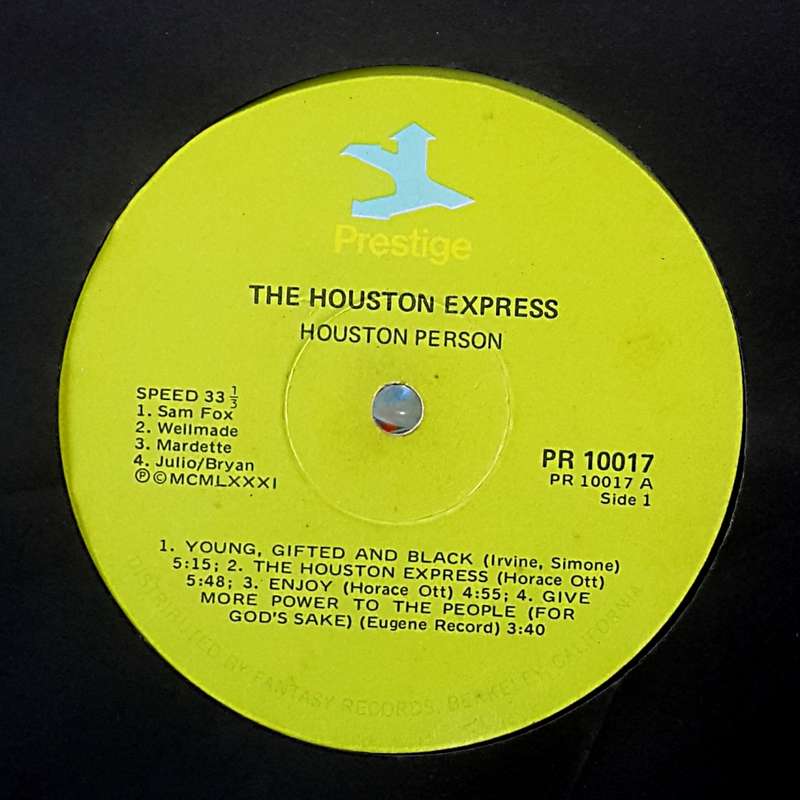 Prestige
THE HOUSTON EXPRESS
HOUSTON PERSON
SPEED 33 1/3
1. Sam Fox
2. Wellmade
3. Mardette
4. Julio/Bryan
Ⓟ©MCMLXXXI
PR 10017
PR 10017 A
Side 1
1. YOUNG, GIFTED AND BLACK (Irvine, Simone)
5:15; 2. THE HOUSTON EXPRESS (Horace Ott)
5:48; 3. ENJOY (Horace Ott) 4:55; 4. GIVE
MORE POWER TO THE PEOPLE (FOR
GOD'S SAKE) (Eugene Record) 3:40
DISTRIBUTED BY FANTASY RECORDS, BERKELEY, CALIFORNIA